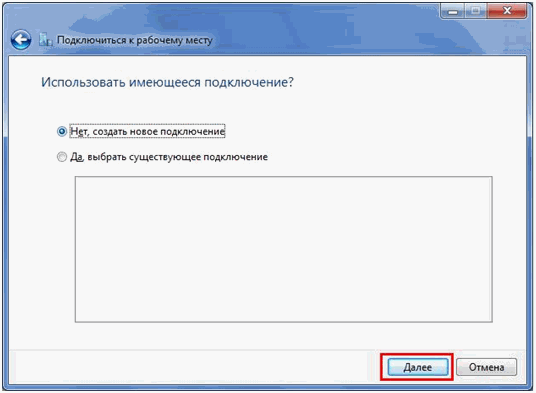 Подключиться к рабочему месту
Использовать имеющееся подключение?
Нет, создать новое подключение
Да, выбрать существующее подключение
Далее
Отмена